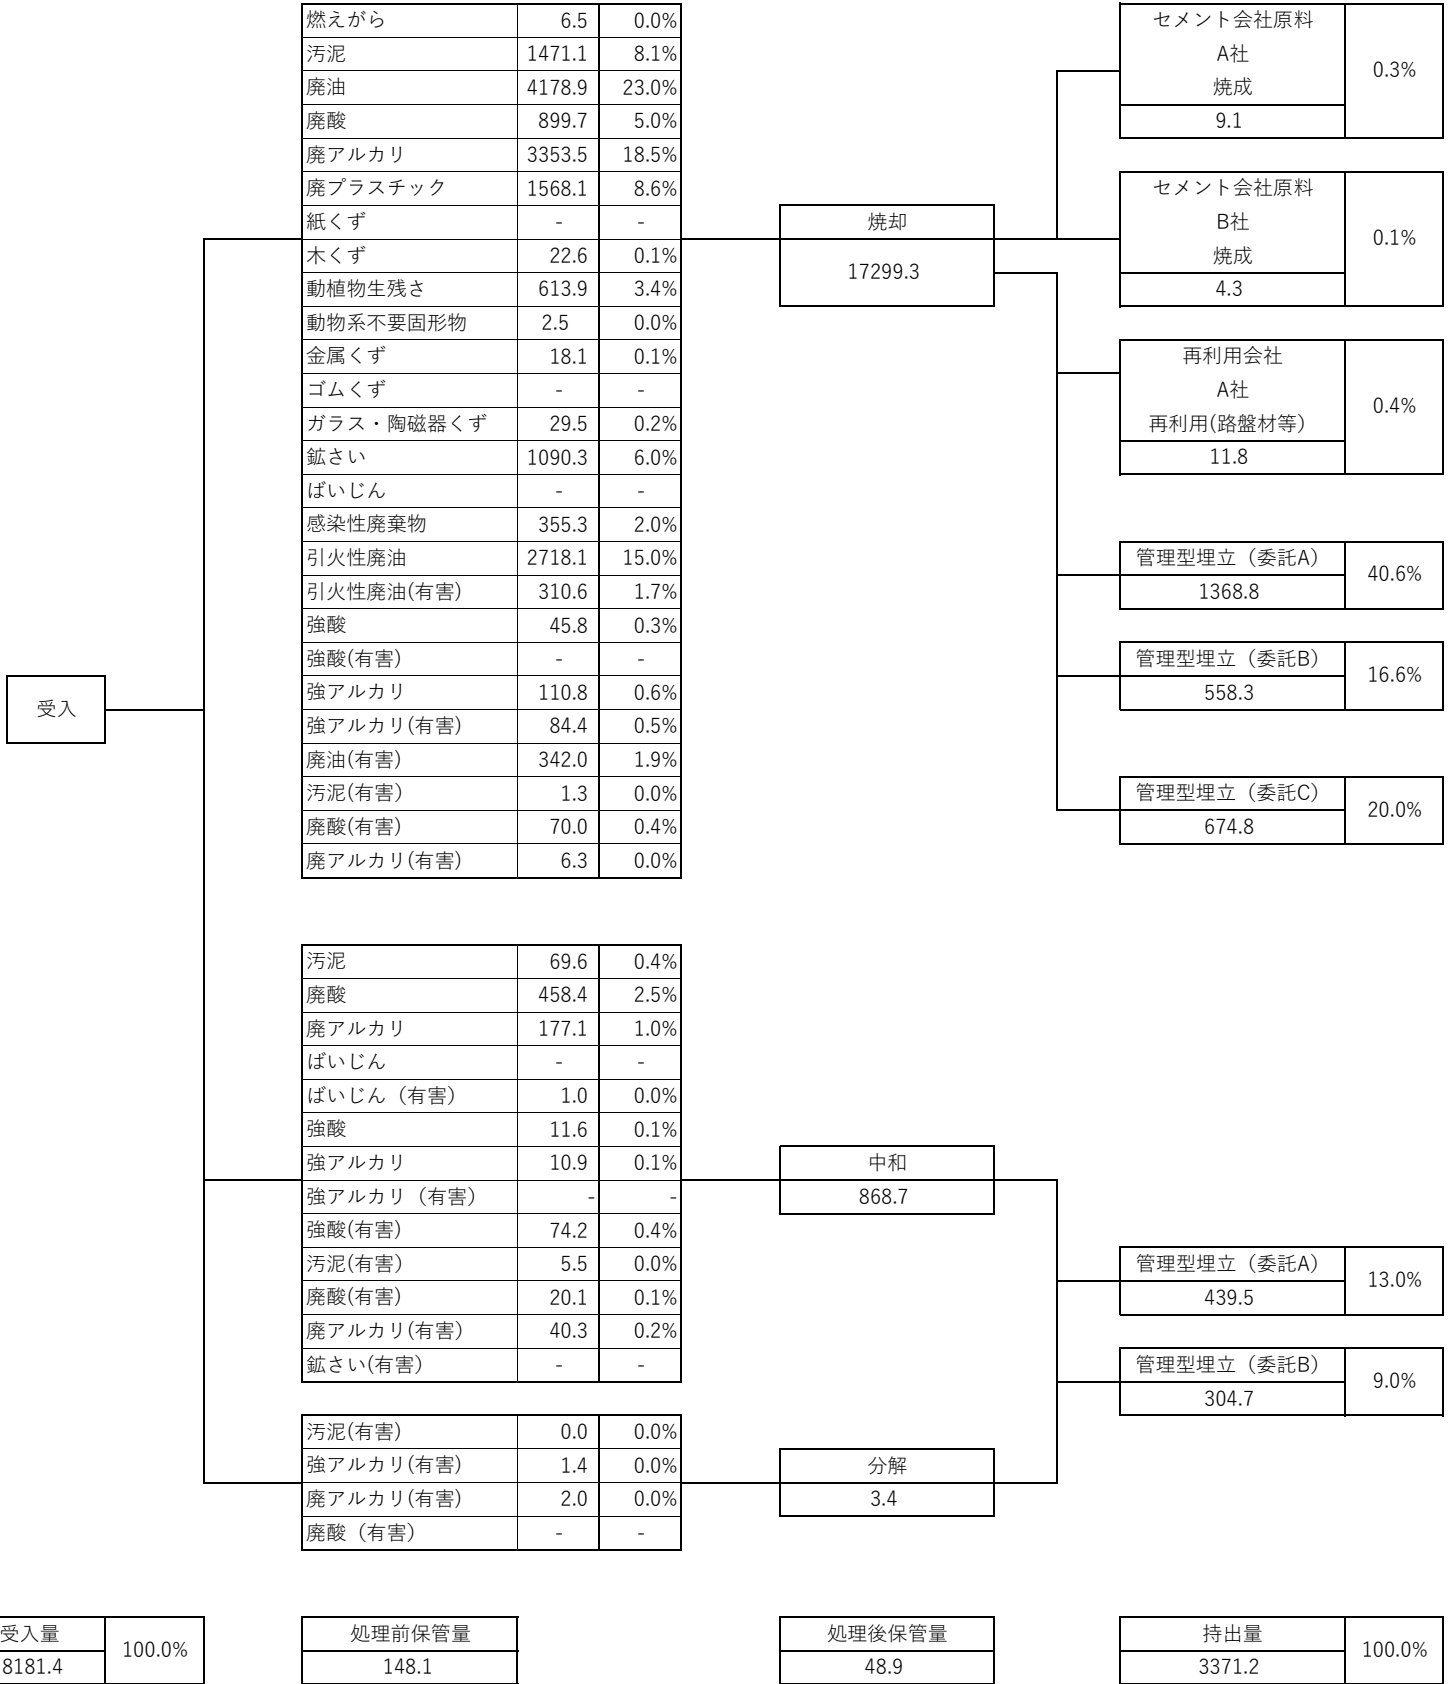 受入
燃えがら 6.5 0.0%
汚泥 1471.1 8.1%
廃油 4178.9 23.0%
廃酸 899.7 5.0%
廃アルカリ 3353.5 18.5%
廃プラスチック 1568.1 8.6%
紙くず - -
木くず 22.6 0.1%
動植物生残さ 613.9 3.4%
動物系不要固形物 2.5 0.0%
金属くず 18.1 0.1%
ゴムくず - -
ガラス・陶磁器くず 29.5 0.2%
鉱さい 1090.3 6.0%
ばいじん - -
感染性廃棄物 355.3 2.0%
引火性廃油 2718.1 15.0%
引火性廃油(有害) 310.6 1.7%
強酸 45.8 0.3%
強酸(有害) - -
強アルカリ 110.8 0.6%
強アルカリ(有害) 84.4 0.5%
廃油(有害) 342.0 1.9%
汚泥(有害) 1.3 0.0%
廃酸(有害) 70.0 0.4%
廃アルカリ(有害) 6.3 0.0%
焼却
17299.3
セメント会社原料
A社
焼成
9.1
0.3%
セメント会社原料
B社
焼成
4.3
0.1%
再利用会社
A社
再利用(路盤材等)
11.8
0.4%
管理型埋立（委託A）
1368.8
40.6%
管理型埋立（委託B）
558.3
16.6%
管理型埋立（委託C）
674.8
20.0%
汚泥 69.6 0.4%
廃酸 458.4 2.5%
廃アルカリ 177.1 1.0%
ばいじん - -
ばいじん（有害） 1.0 0.0%
強酸 11.6 0.1%
強アルカリ 10.9 0.1%
強アルカリ（有害） - -
強酸(有害) 74.2 0.4%
汚泥(有害) 5.5 0.0%
廃酸(有害) 20.1 0.1%
廃アルカリ(有害) 40.3 0.2%
鉱さい(有害) - -
中和
868.7
管理型埋立（委託A）
439.5
13.0%
管理型埋立（委託B）
304.7
9.0%
汚泥(有害) 0.0 0.0%
強アルカリ(有害) 1.4 0.0%
廃アルカリ(有害) 2.0 0.0%
廃酸（有害） - -
分解
3.4
受入量
8181.4
100.0%
処理前保管量
148.1
処理後保管量
48.9
持出量
3371.2
100.0%